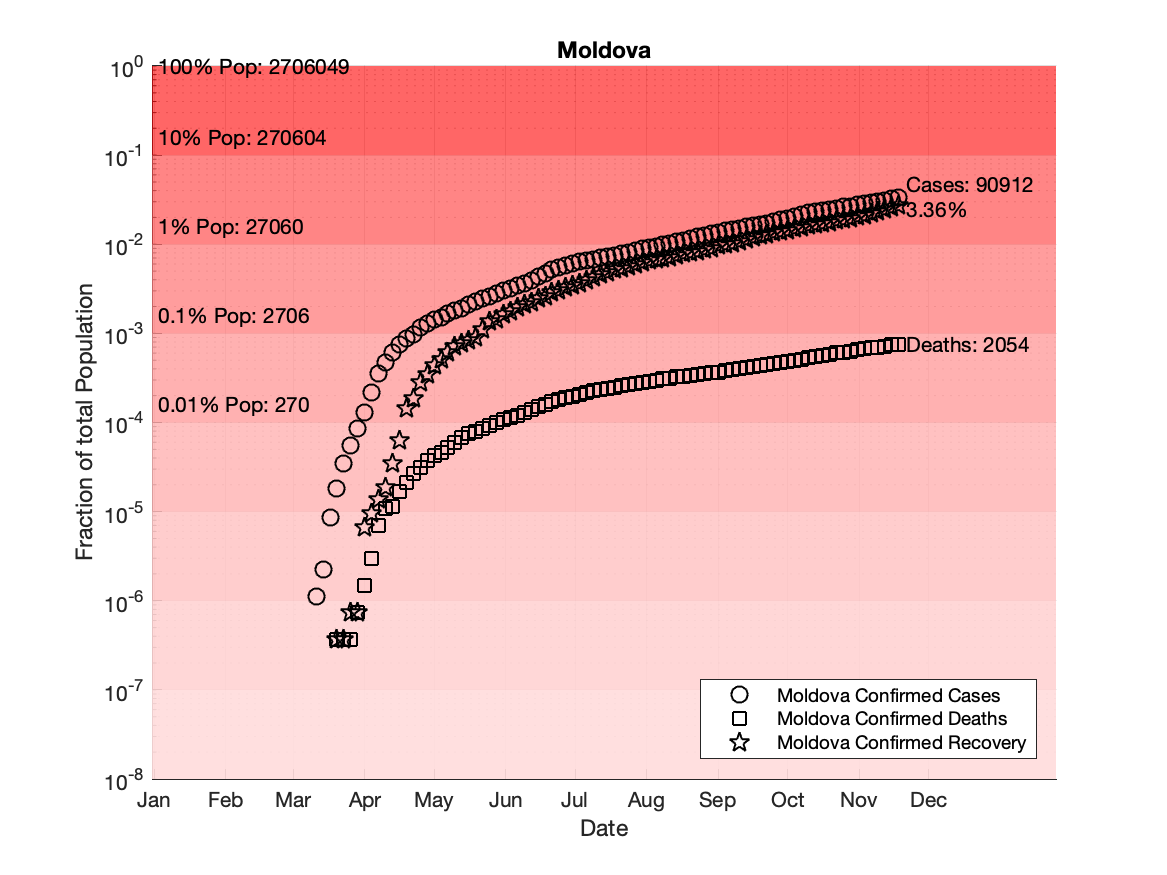 Moldova
10^0
100% Pop: 2706049
10% Pop: 270604
10^-1
Cases: 90912
3.36%
1% Pop: 27060
10^-2
0.1% Pop: 2706
10^-3
Deaths: 2054
0.01% Pop: 270
10^-4
10^-5
10^-6
10^-7
10^-8
Fraction of total Population
Moldova Confirmed Cases
Moldova Confirmed Deaths
Moldova Confirmed Recovery
Jan Feb Mar Apr May Jun Jul Aug Sep Oct Nov Dec
Date